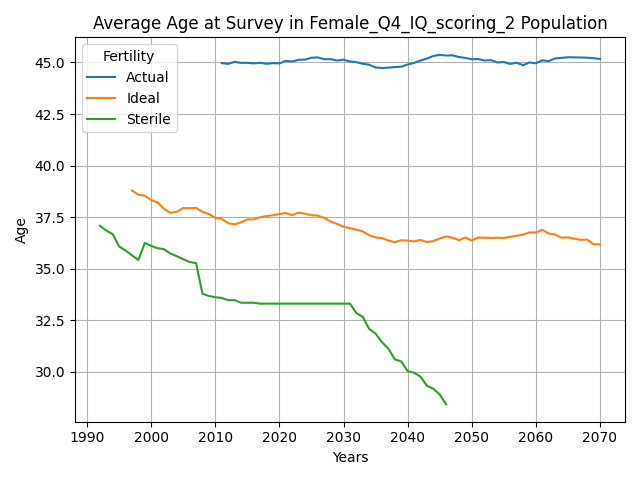 Average Age at Survey in Female_Q4_IQ_scoring_2 Population
Fertility
Actual
Ideal
Sterile
45.0
42.5
40.0
37.5
35.0
32.5
30.0
Age
1990 2000 2010 2020 2030 2040 2050 2060 2070
Years